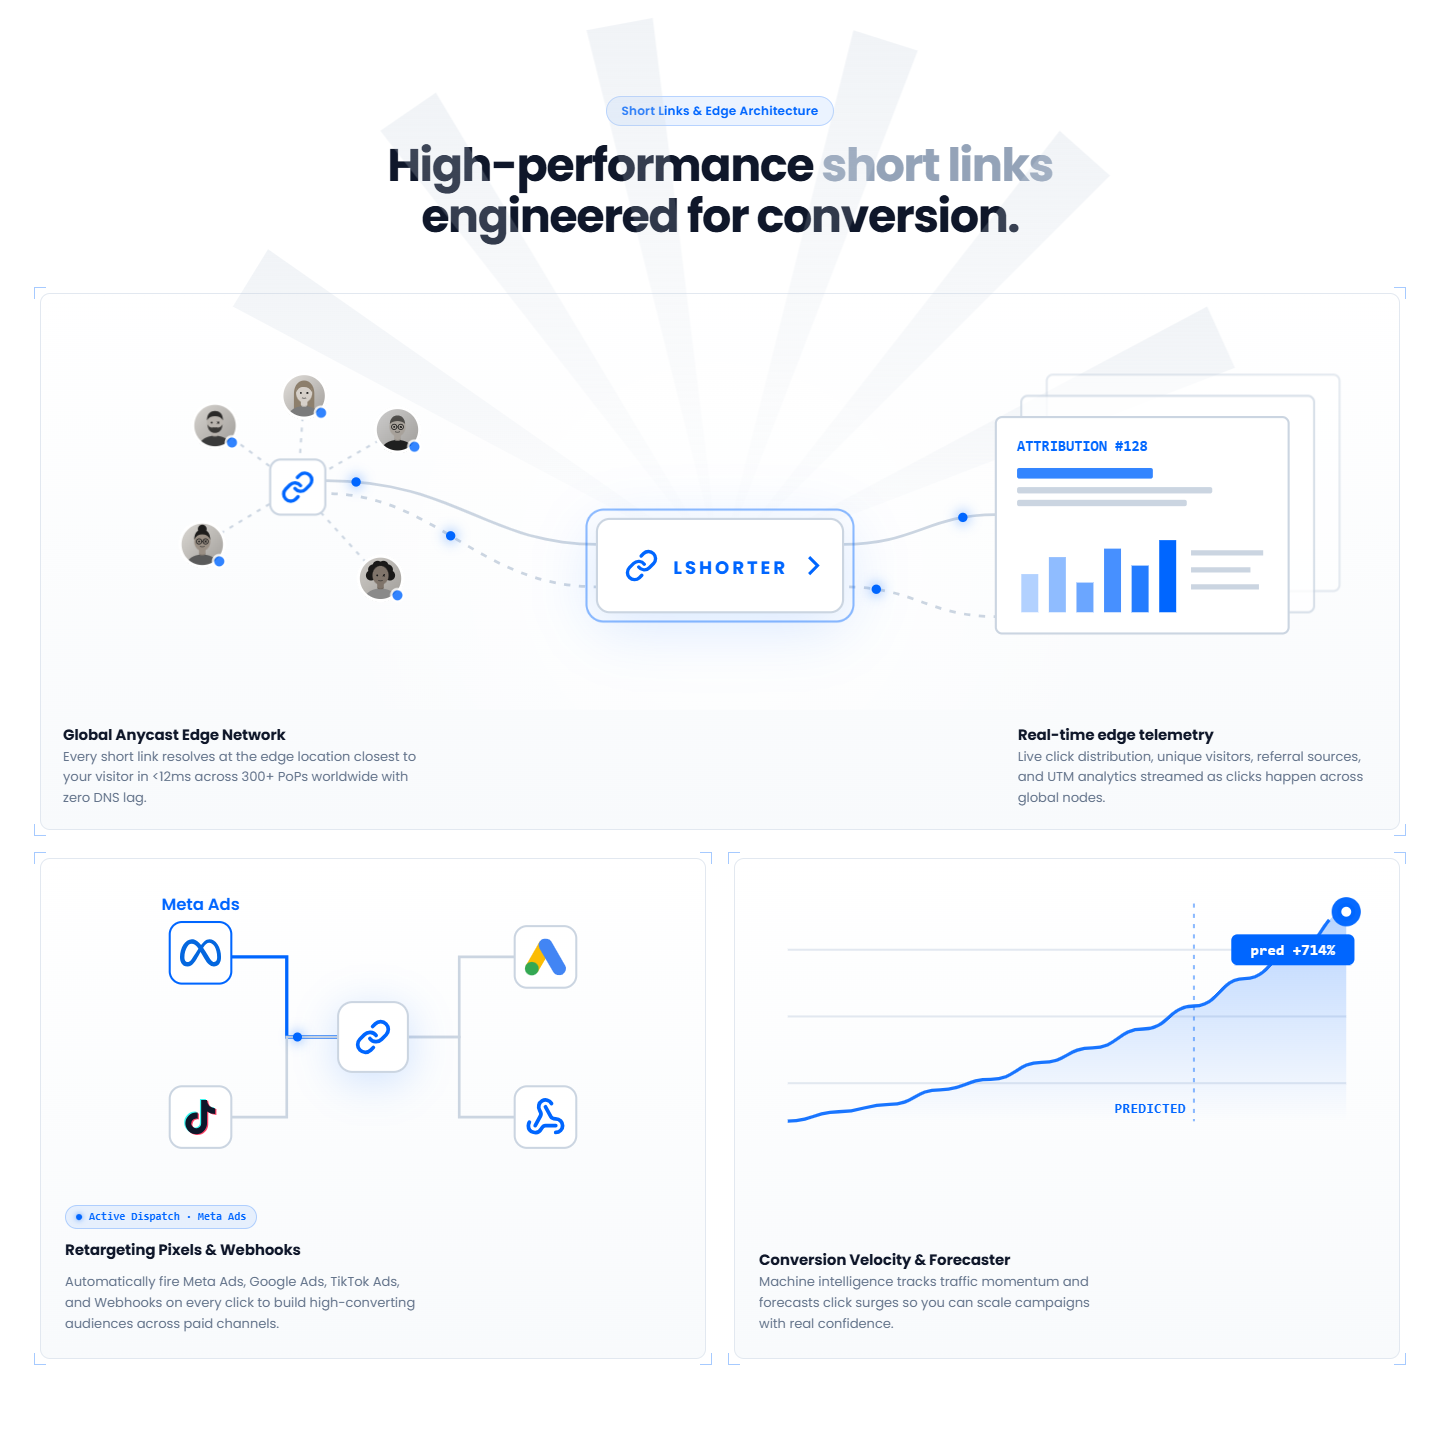 Short Links & Edge Architecture
High-performance short links
engineered for conversion.
ATTRIBUTION #128
LSHORTER
Global Anycast Edge Network
Every short link resolves at the edge location closest to
your visitor in <12ms across 300+ PoPs worldwide with
zero DNS lag.
Real-time edge telemetry
Live click distribution, unique visitors, referral sources,
and UTM analytics streamed as clicks happen across
global nodes.
Meta Ads
Active Dispatch · Meta Ads
Retargeting Pixels & Webhooks
Automatically fire Meta Ads, Google Ads, TikTok Ads,
and Webhooks on every click to build high-converting
audiences across paid channels.
pred +714%
PREDICTED
Conversion Velocity & Forecaster
Machine intelligence tracks traffic momentum and
forecasts click surges so you can scale campaigns
with real confidence.